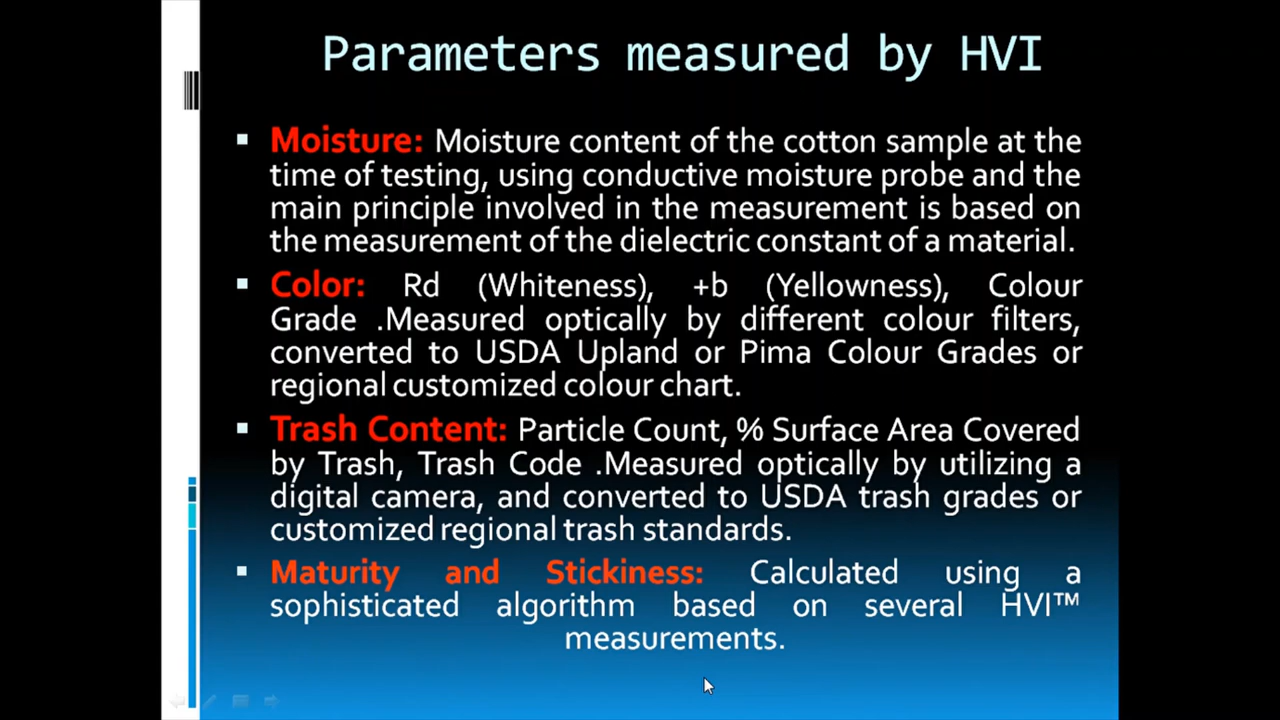 Parameters measured by HVI
▪ Moisture: Moisture content of the cotton sample at the
time of testing, using conductive moisture probe and the
main principle involved in the measurement is based on
the measurement of the dielectric constant of a material.
▪ Color: Rd (Whiteness), +b (Yellowness), Colour
Grade .Measured optically by different colour filters,
converted to USDA Upland or Pima Colour Grades or
regional customized colour chart.
▪ Trash Content: Particle Count, % Surface Area Covered
by Trash, Trash Code .Measured optically by utilizing a
digital camera, and converted to USDA trash grades or
customized regional trash standards.
▪ Maturity and Stickiness: Calculated using a
sophisticated algorithm based on several HVI™
measurements.